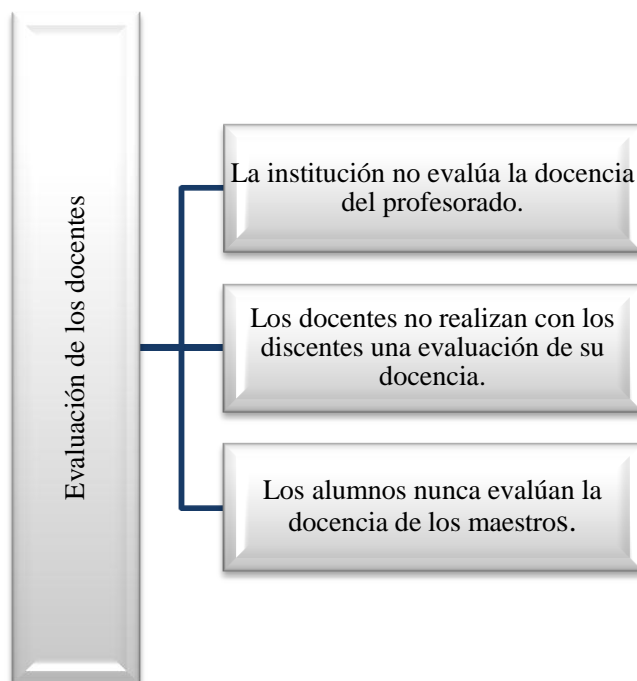 Evaluación de los docentes
La institución no evalúa la docencia
del profesorado.
Los docentes no realizan con los
discentes una evaluación de su
docencia.
Los alumnos nunca evalúan la
docencia de los maestros.